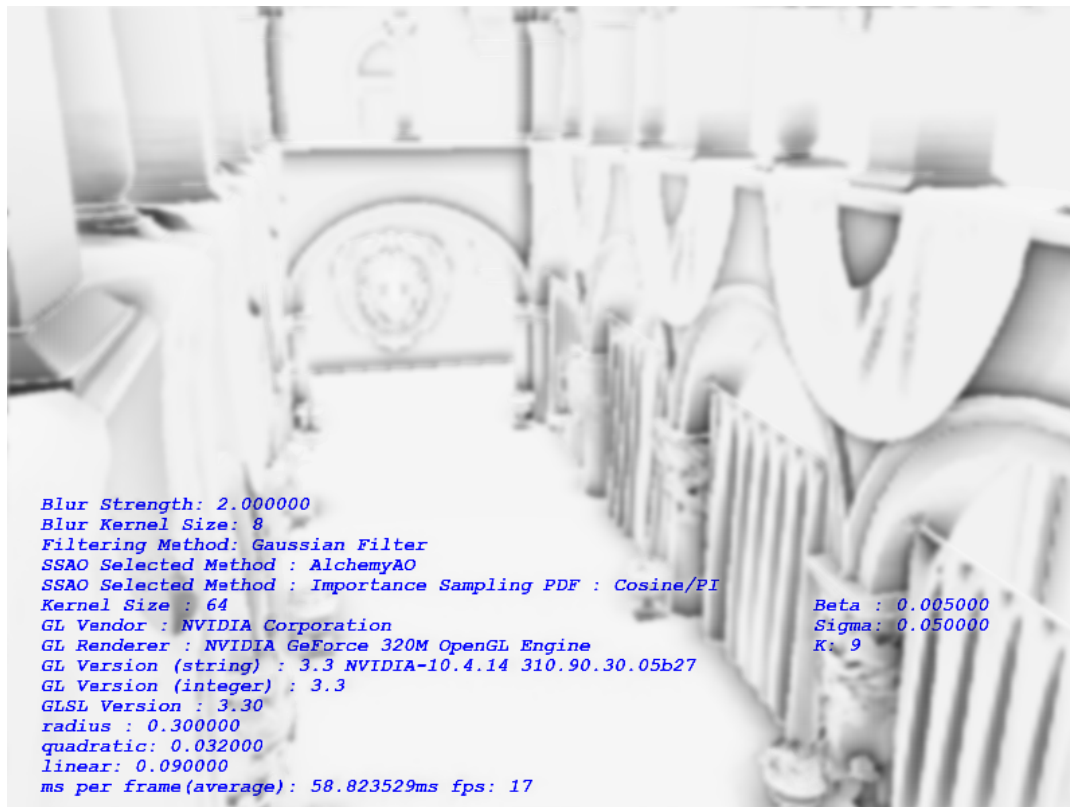 Blur Strength: 2.000000
Blur Kernel Size: 8
Filtering Method: Gaussian Filter
SSAO Selected Method : AlchemyAO
SSAO Selected Method : Importance Sampling PDF : Cosine/PI
Kernel Size : 64
GL Vendor : NVIDIA Corporation
GL Renderer : NVIDIA GeForce 320M OpenGL Engine
GL Version (string) : 3.3 NVIDIA-10.4.14 310.90.30.05b27
GL Version (integer) : 3.3
GLSL Version : 3.30
radius : 0.300000
quadratic: 0.032000
linear: 0.090000
ms per frame(average): 58.823529ms fps: 17
Beta : 0.005000
Sigma: 0.050000
K: 9